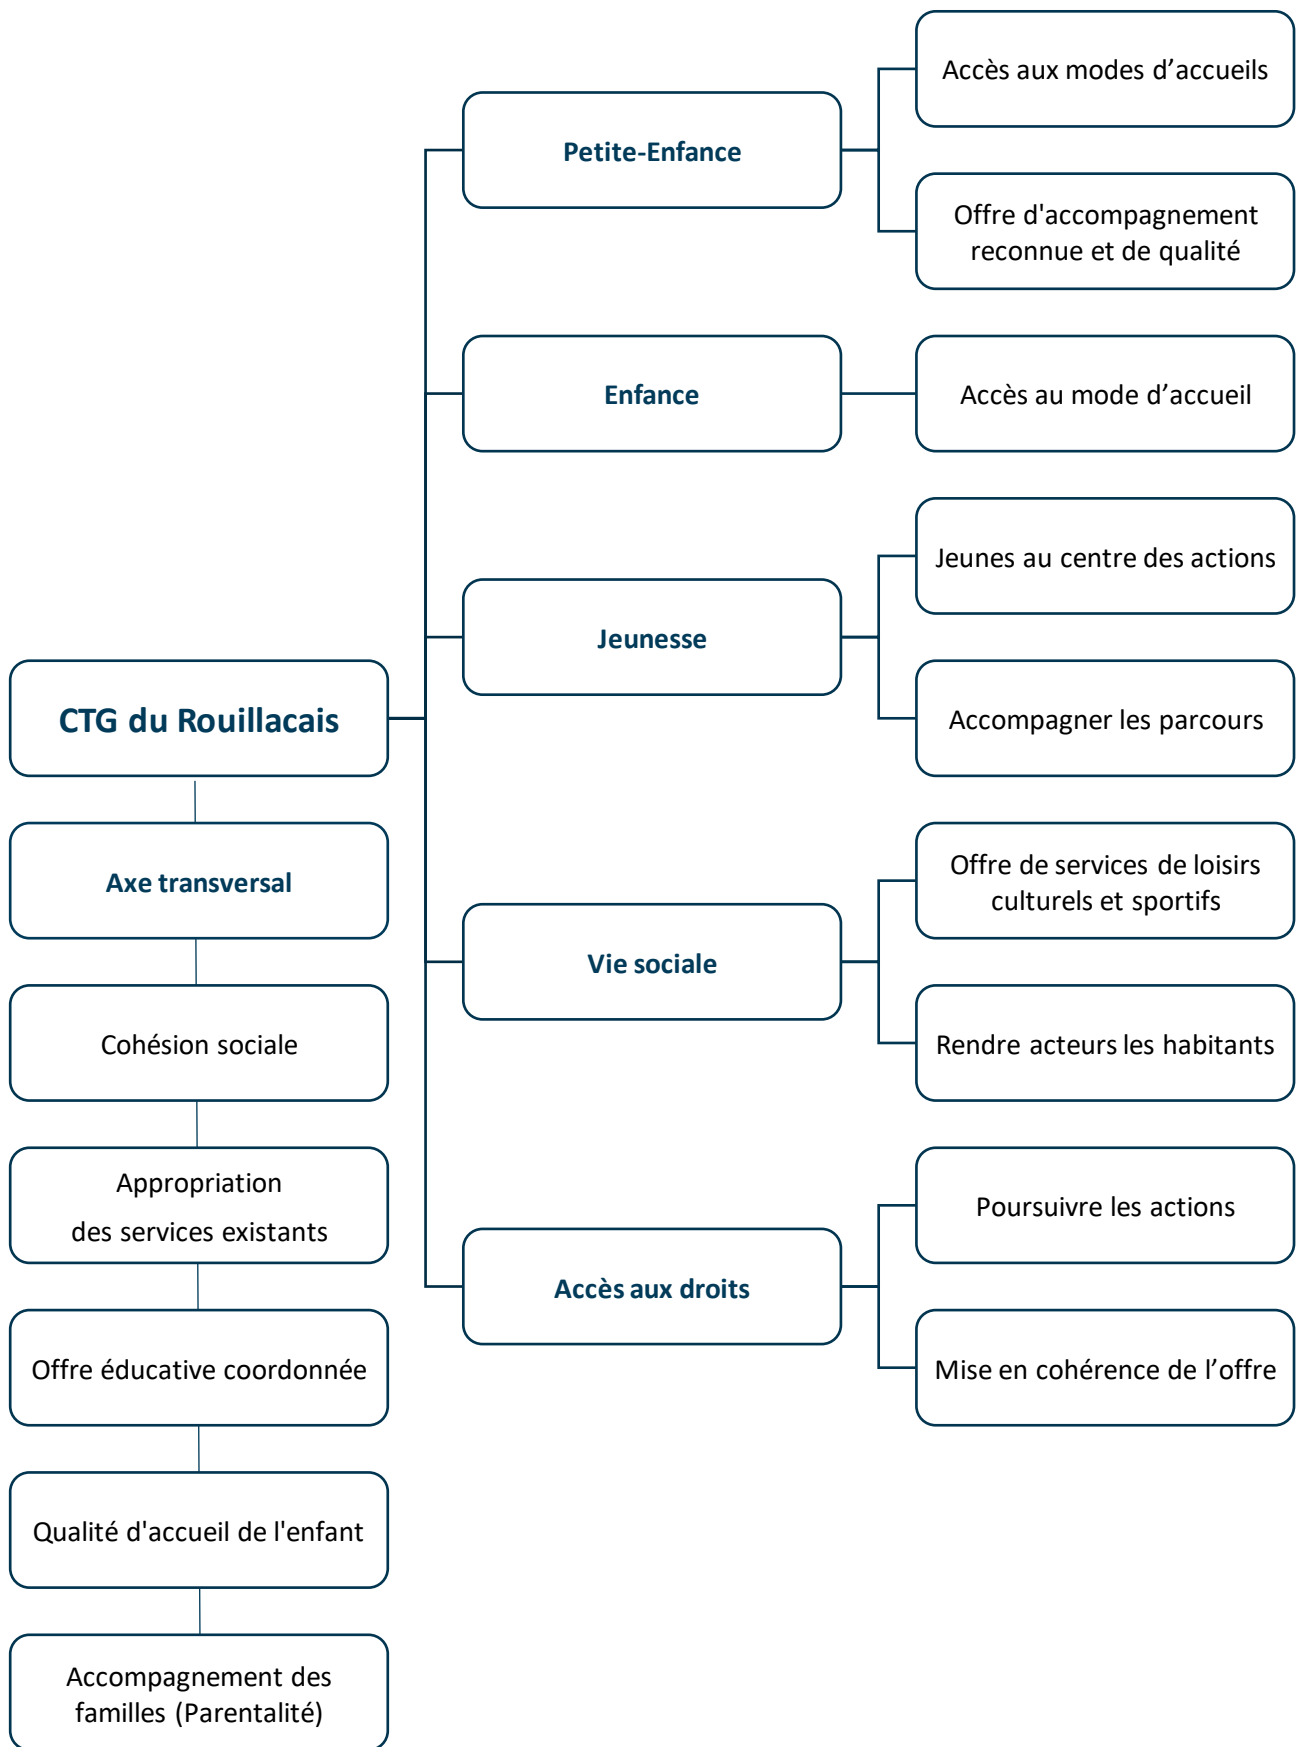 CTG du Rouillacais
Axe transversal
Cohésion sociale
Appropriation
des services existants
Offre éducative coordonnée
Qualité d'accueil de l'enfant
Accompagnement des
familles (Parentalité)
Petite-Enfance
Accès aux modes d’accueils
Offre d'accompagnement
reconnue et de qualité
Enfance
Accès au mode d’accueil
Jeunesse
Jeunes au centre des actions
Accompagner les parcours
Vie sociale
Offre de services de loisirs
culturels et sportifs
Rendre acteurs les habitants
Accès aux droits
Poursuivre les actions
Mise en cohérence de l’offre